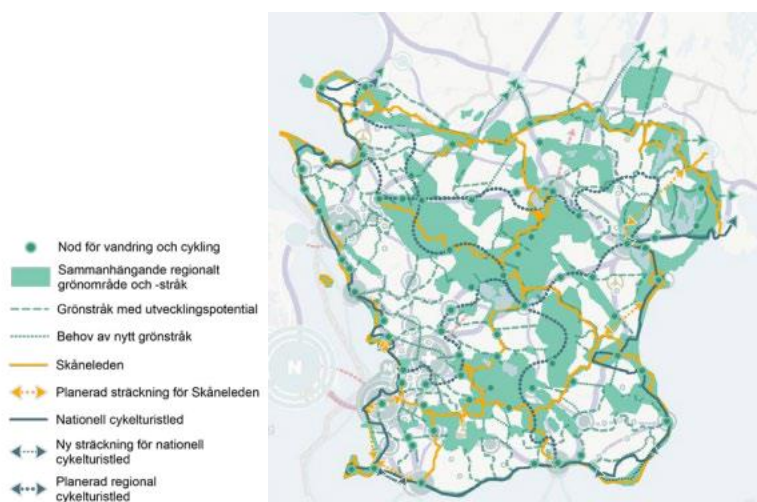 Nod för vandring och cykling
Sammanhängande regionalt
grönområde och -stråk
Grönstråk med utvecklingspotential
Behov av nytt grönstråk
Skåneleden
Planerad sträckning för Skåneleden
Nationell cykelturistled
Ny sträckning för nationell
cykelturistled
Planerad regional
cykelturistled
N